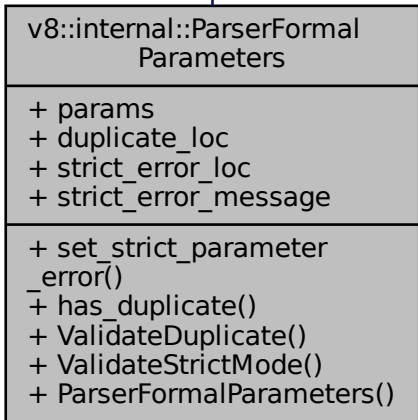 v8::internal::ParserFormal
Parameters
+ params
+ duplicate_loc
+ strict_error_loc
+ strict_error_message
+ set_strict_parameter
_error()
+ has_duplicate()
+ ValidateDuplicate()
+ ValidateStrictMode()
+ ParserFormalParameters()